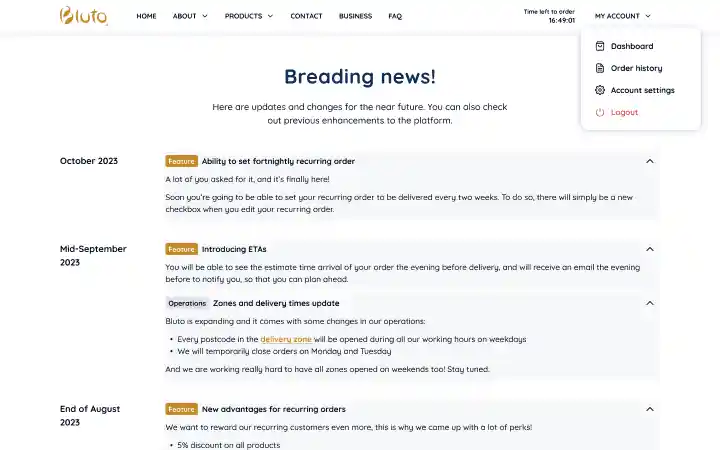 Bluto
HOME
ABOUT
PRODUCTS
CONTACT
BUSINESS
FAQ
Time left to order
16:49:01
MY ACCOUNT
Dashboard
Order history
Account settings
Logout
Breading news!
Here are updates and changes for the near future. You can also check
out previous enhancements to the platform.
October 2023
Feature Ability to set fortnightly recurring order
A lot of you asked for it, and it's finally here!
Soon you're going to be able to set your recurring order to be delivered every two weeks. To do so, there will simply be a new
checkbox when you edit your recurring order.
Mid-September
2023
Feature Introducing ETAs
You will be able to see the estimate time arrival of your order the evening before delivery, and will receive an email the evening
before to notify you, so that you can plan ahead.
Operations Zones and delivery times update
Bluto is expanding and it comes with some changes in our operations:
• Every postcode in the delivery zone will be opened during all our working hours on weekdays
• We will temporarily close orders on Monday and Tuesday
And we are working really hard to have all zones opened on weekends too! Stay tuned.
End of August
2023
Feature New advantages for recurring orders
We want to reward our recurring customers even more, this is why we came up with a lot of perks!
• 5% discount on all products